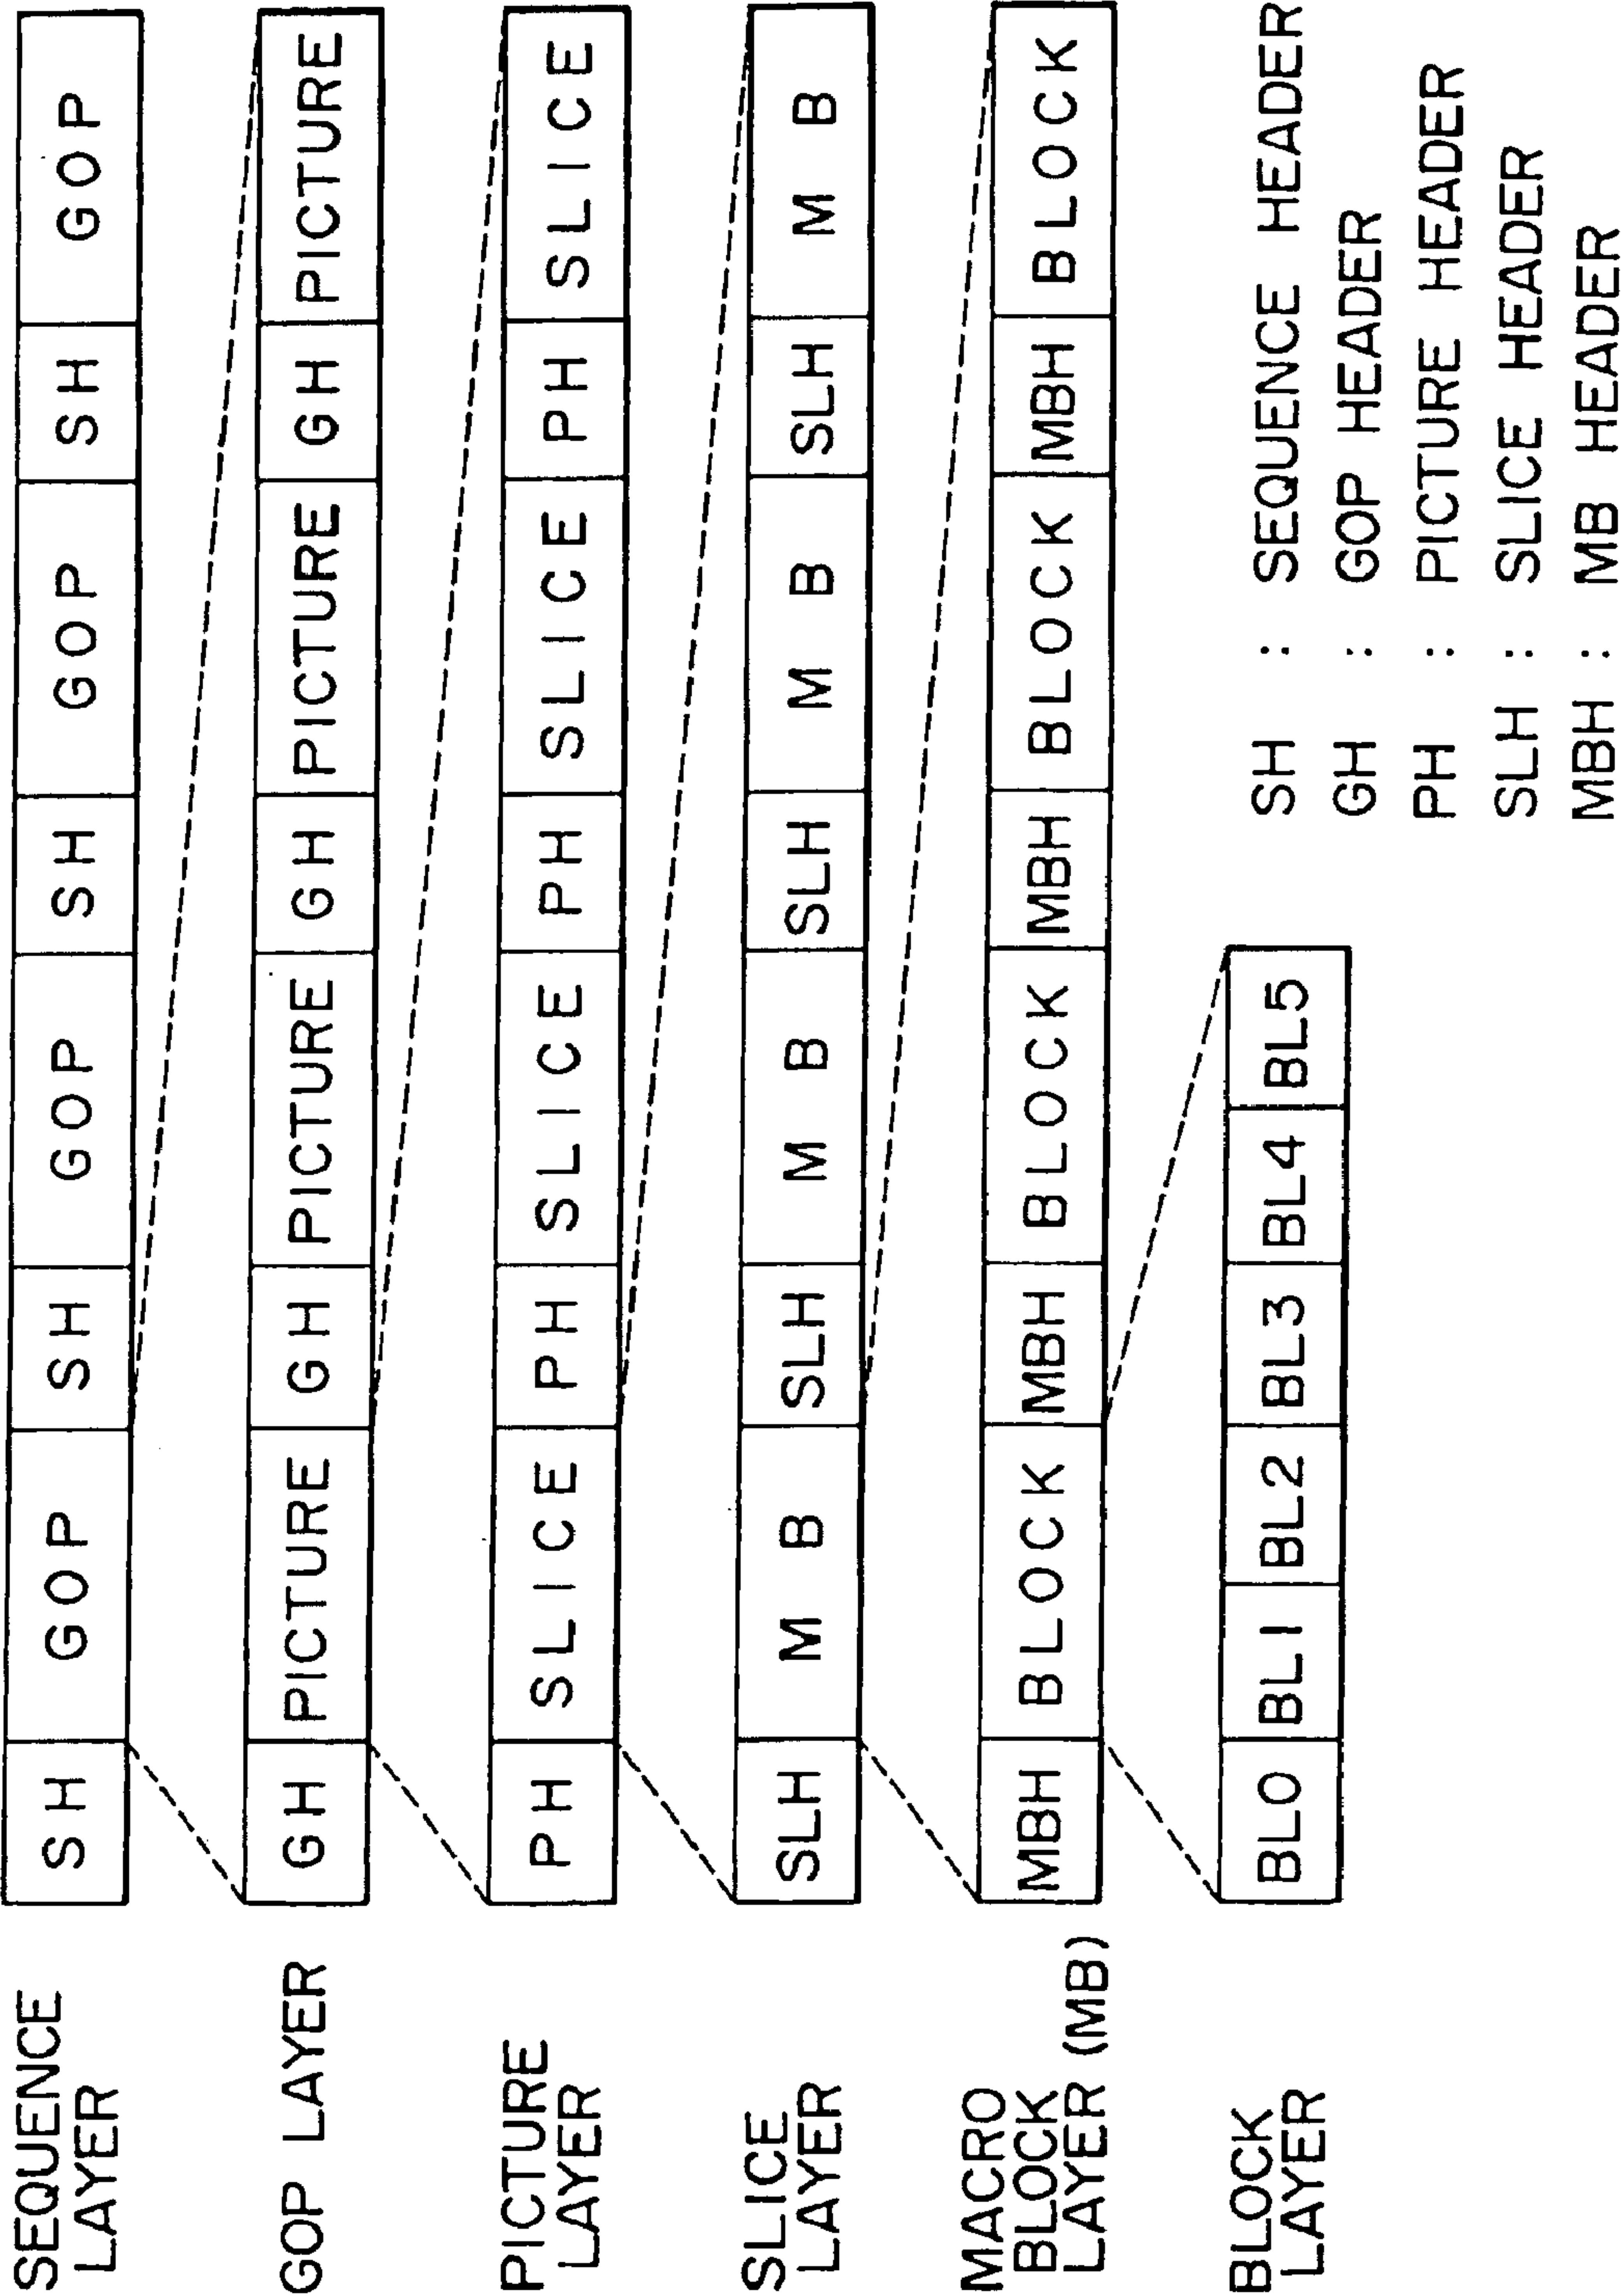 SEQUENCE
LAYER
SH GOP SH GOP SH GOP SH GOP
GOP LAYER
GH PICTURE GH PICTURE GH PICTURE GH PICTURE
PICTURE
LAYER
PH SLICE PH SLICE PH SLICE PH SLICE
SLICE
LAYER
SLH MB SLH MB SLH MB SLH MB
MACRO
BLOCK
LAYER (MB)
MBH BLOCK MBH BLOCK MBH BLOCK MBH BLOCK
BLOCK
LAYER
BL0 BL1 BL2 BL3 BL4 BL5
SH : SEQUENCE HEADER
GH : GOP HEADER
PH : PICTURE HEADER
SLH : SLICE HEADER
MBH : MB HEADER